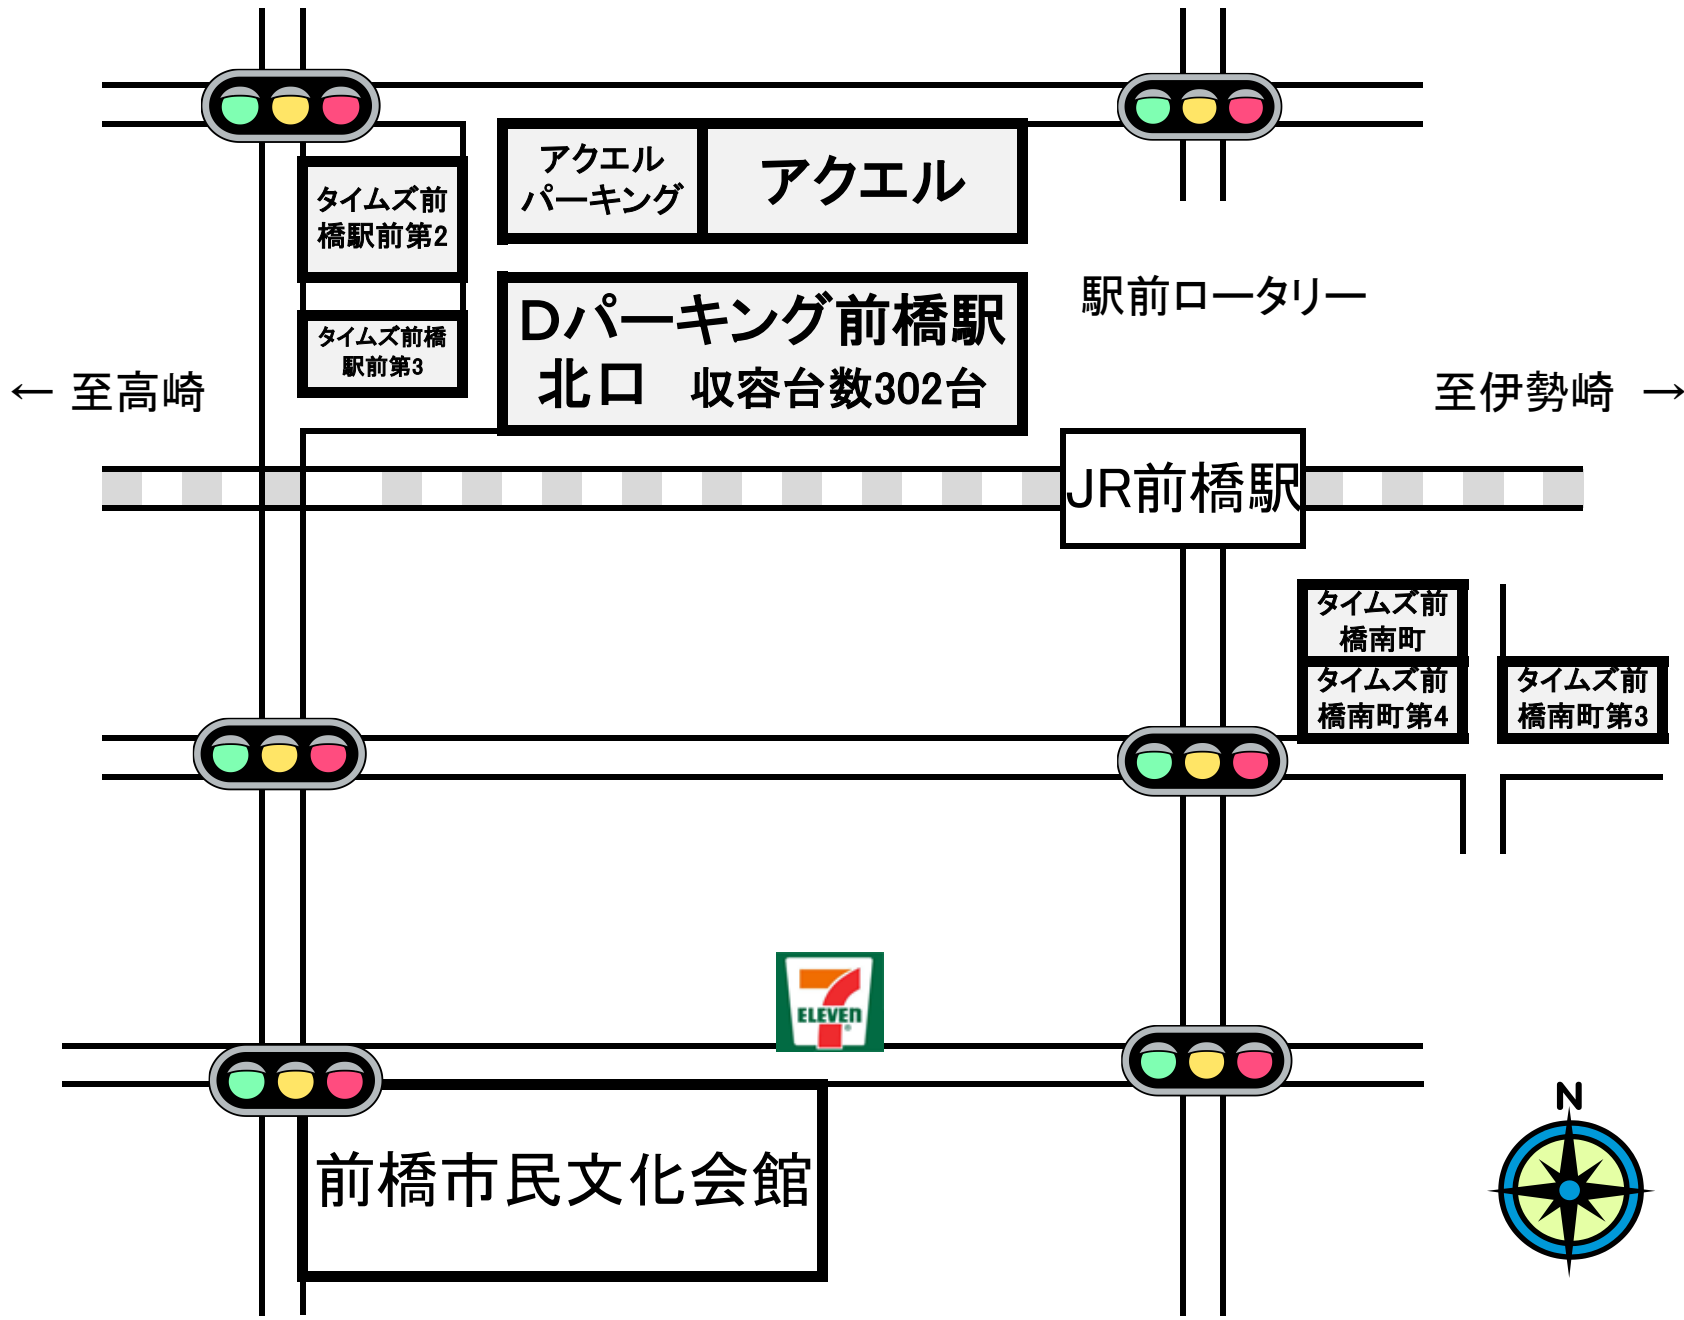 アクエル
パーキング
アクエル
タイムズ前
橋駅前第2
Dパーキング前橋駅
北口 収容台数302台
駅前ロータリー
タイムズ前橋
駅前第3
← 至高崎
至伊勢崎 →
JR前橋駅
タイムズ前
橋南町
タイムズ前
橋南町第4
タイムズ前
橋南町第3
7
ELEVEN
®
前橋市民文化会館
N